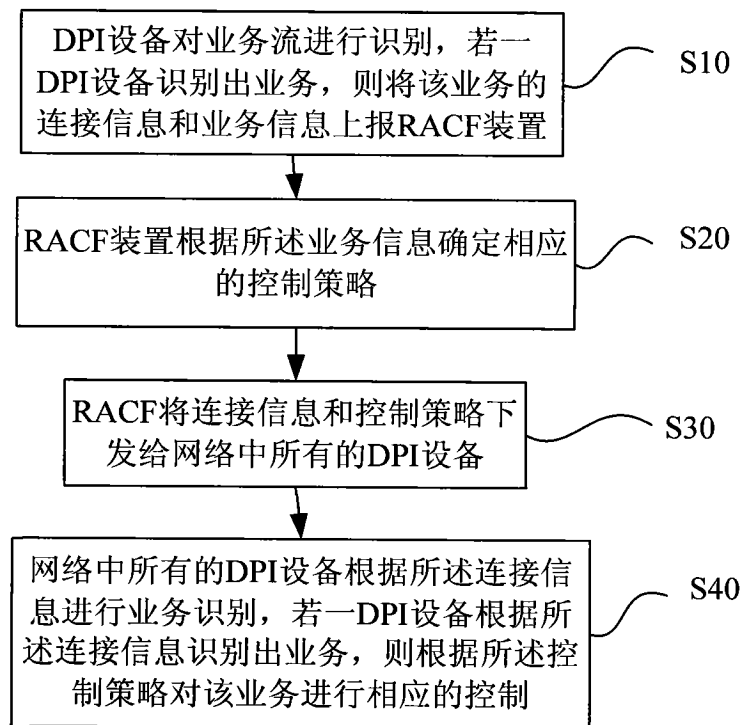 DPI设备对业务流进行识别，若一
DPI设备识别出业务，则将该业务的
连接信息和业务信息上报RACF装置
S10
RACF装置根据所述业务信息确定相应
的控制策略
S20
RACF将连接信息和控制策略下
发给网络中所有的DPI设备
S30
网络中所有的DPI设备根据所述连接信
息进行业务识别，若一DPI设备根据所
述连接信息识别出业务，则根据所述控
制策略对该业务进行相应的控制
S40